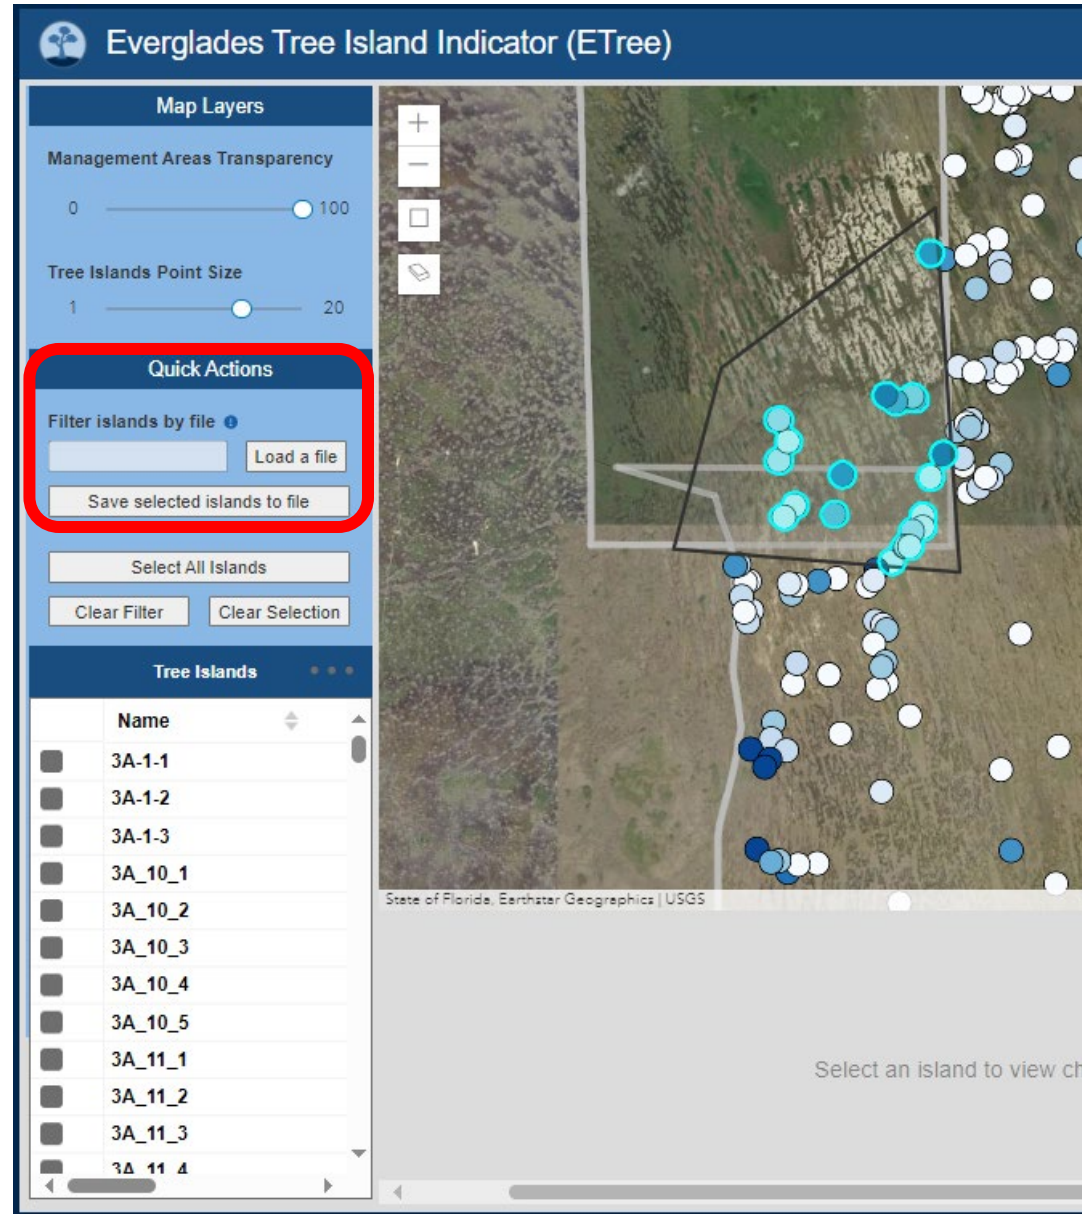 Everglades Tree Island Indicator (ETree)
Map Layers
Management Areas Transparency
0 100
Tree Islands Point Size
1 20
Quick Actions
Filter islands by file
Load a file
Save selected islands to file
Select All Islands
Clear Filter Clear Selection
Tree Islands
Name
3A-1-1
3A-1-2
3A-1-3
3A_10_1
3A_10_2
3A_10_3
3A_10_4
3A_10_5
3A_11_1
3A_11_2
3A_11_3
3A_11_4
State of Florida, Earthstar Geographics | USGS
Select an island to view ch